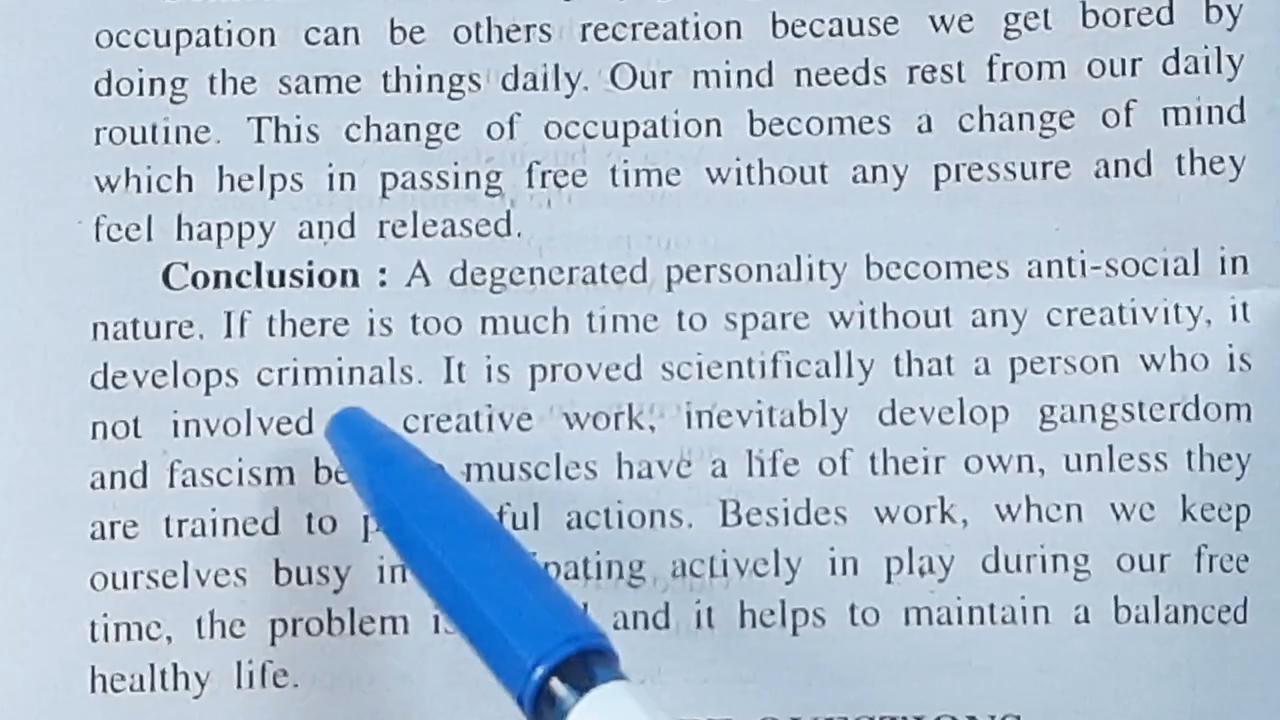 occupation can be others recreation because we get bored by
doing the same things daily. Our mind needs rest from our daily
routine. This change of occupation becomes a change of mind
which helps in passing free time without any pressure and they
feel happy and released.
Conclusion : A degenerated personality becomes anti-social in
nature. If there is too much time to spare without any creativity, it
develops criminals. It is proved scientifically that a person who is
not involved creative work, inevitably develop gangsterdom
and fascism muscles have a life of their own, unless they
are trained to actions. Besides work, when we keep
ourselves busy in actively in play during our free
time, the problem and it helps to maintain a balanced
healthy life.
QUESTIONS